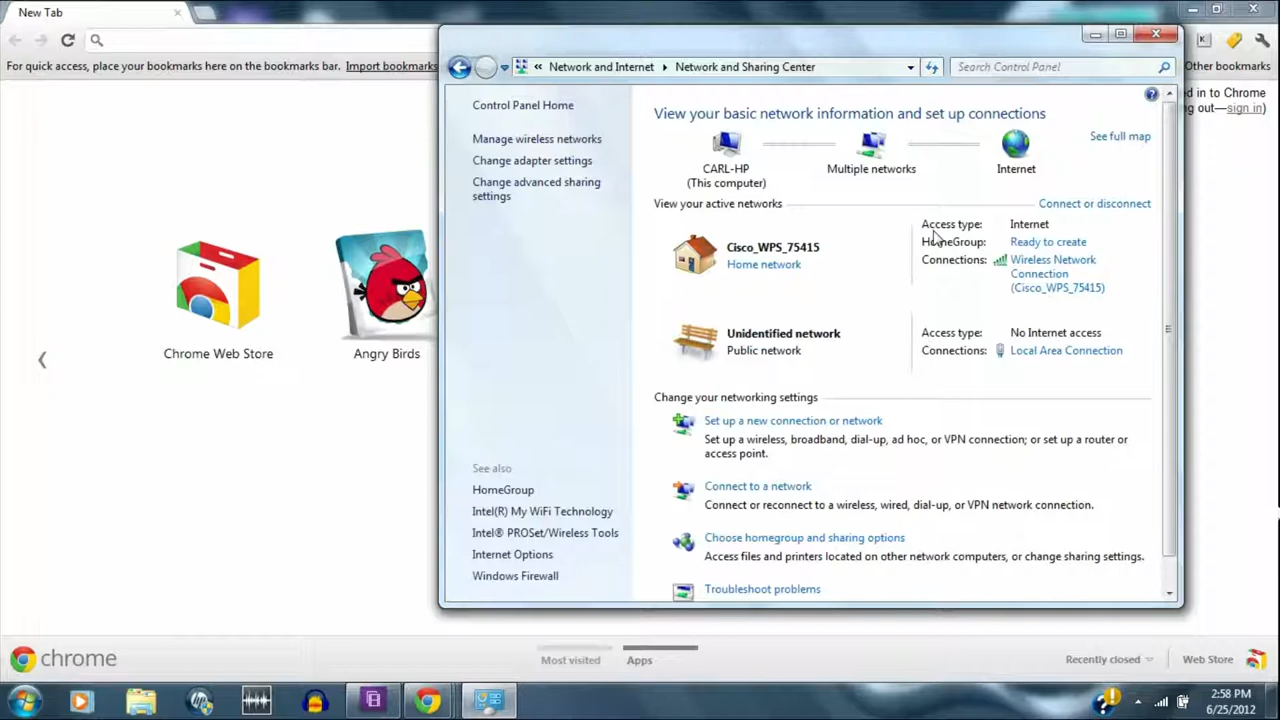 New Tab
For quick access, place your bookmarks here on the bookmarks bar. Import bookmarks
Other bookmarks
ed in to Chrome
g out—sign in)
Chrome Web Store
Angry Birds
« Network and Internet ▸ Network and Sharing Center
Search Control Panel
Control Panel Home
Manage wireless networks
Change adapter settings
Change advanced sharing
settings
See also
HomeGroup
Intel(R) My WiFi Technology
Intel® PROSet/Wireless Tools
Internet Options
Windows Firewall
View your basic network information and set up connections
See full map
CARL-HP
(This computer)
Multiple networks
Internet
View your active networks
Connect or disconnect
Cisco_WPS_75415
Home network
Access type: Internet
HomeGroup: Ready to create
Connections: Wireless Network
Connection
(Cisco_WPS_75415)
Unidentified network
Public network
Access type: No Internet access
Connections: Local Area Connection
Change your networking settings
Set up a new connection or network
Set up a wireless, broadband, dial-up, ad hoc, or VPN connection; or set up a router or
access point.
Connect to a network
Connect or reconnect to a wireless, wired, dial-up, or VPN network connection.
Choose homegroup and sharing options
Access files and printers located on other network computers, or change sharing settings.
Troubleshoot problems
chrome
Most visited
Apps
Recently closed
Web Store
2:58 PM
6/25/2012